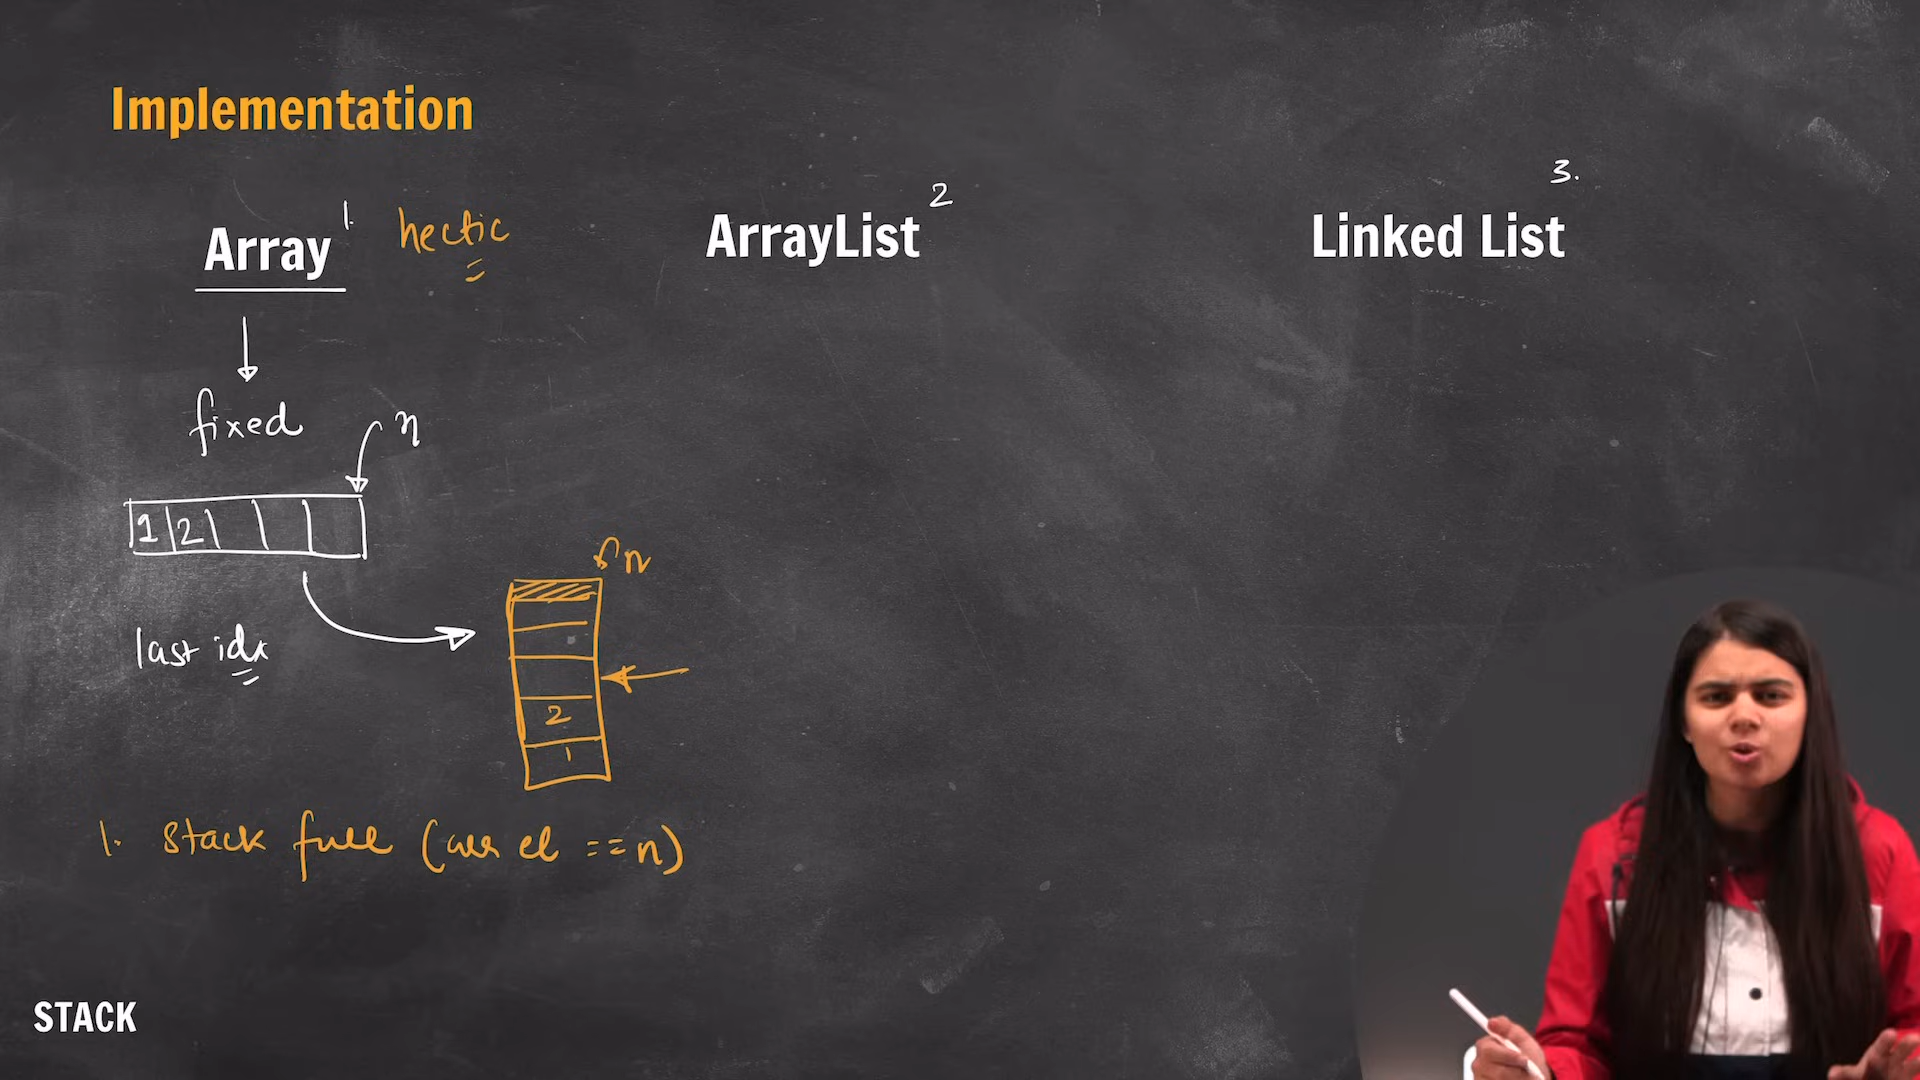 Implementation
Array 1. hectic
ArrayList 2
Linked List 3.
fixed
n
1 2
n
last idx
2
1
1. Stack full (arr el == n)
STACK